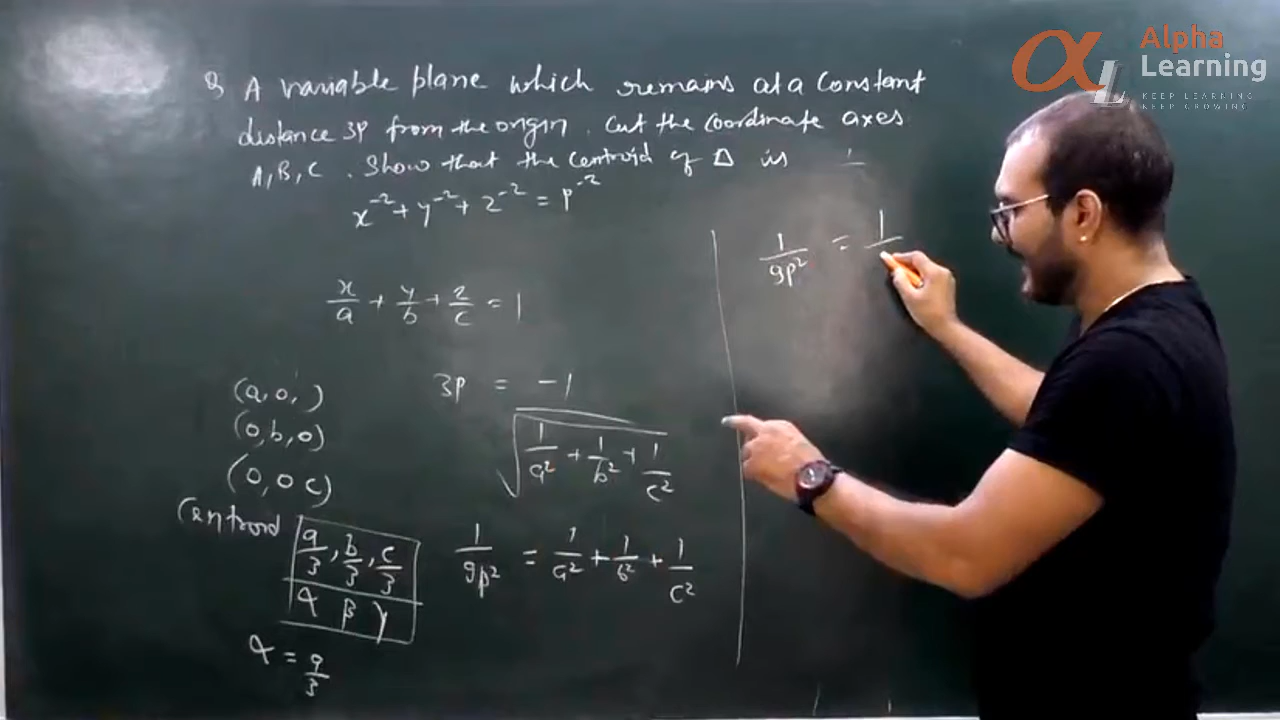 Q A variable plane which remains at a constant
distance 3p from the origin. Cut the coordinate axes
A, B, C. Show that the centroid of Δ is
x⁻² + y⁻² + z⁻² = p⁻²
x/a + y/b + z/c = 1
(a, 0, )
(0, b, 0)
(0, 0 c)
Centroid
a/3, b/3, c/3
α β γ
α = a/3
3p = -1
√(1/a² + 1/b² + 1/c²)
1/9p² = 1/a² + 1/b² + 1/c²
1/9p² = 1
Alpha
Learning
KEEP LEARNING
KEEP GROWING